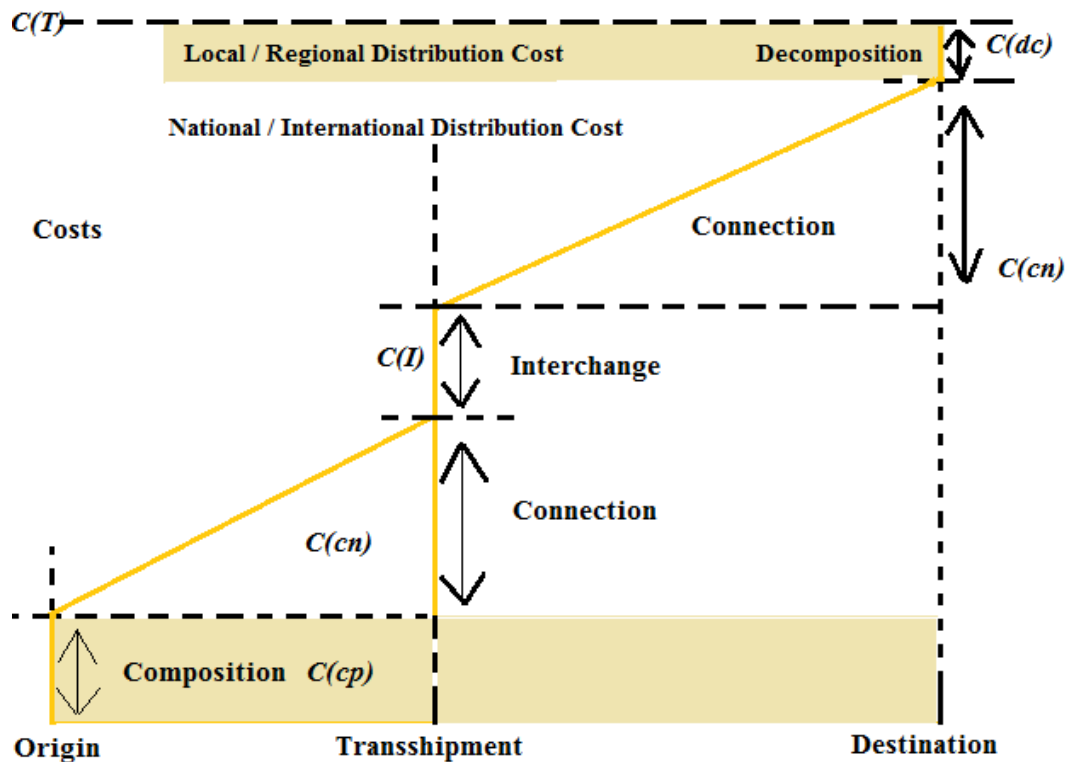 C(T)
Local / Regional Distribution Cost
Decomposition
C(dc)
National / International Distribution Cost
Costs
Connection
C(cn)
C(I)
Interchange
Connection
C(cn)
Composition C(cp)
Origin
Transshipment
Destination